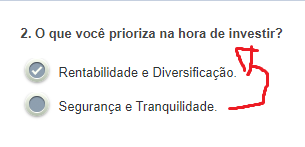 2. O que você prioriza na hora de investir?
Rentabilidade e Diversificação.
Segurança e Tranquilidade.